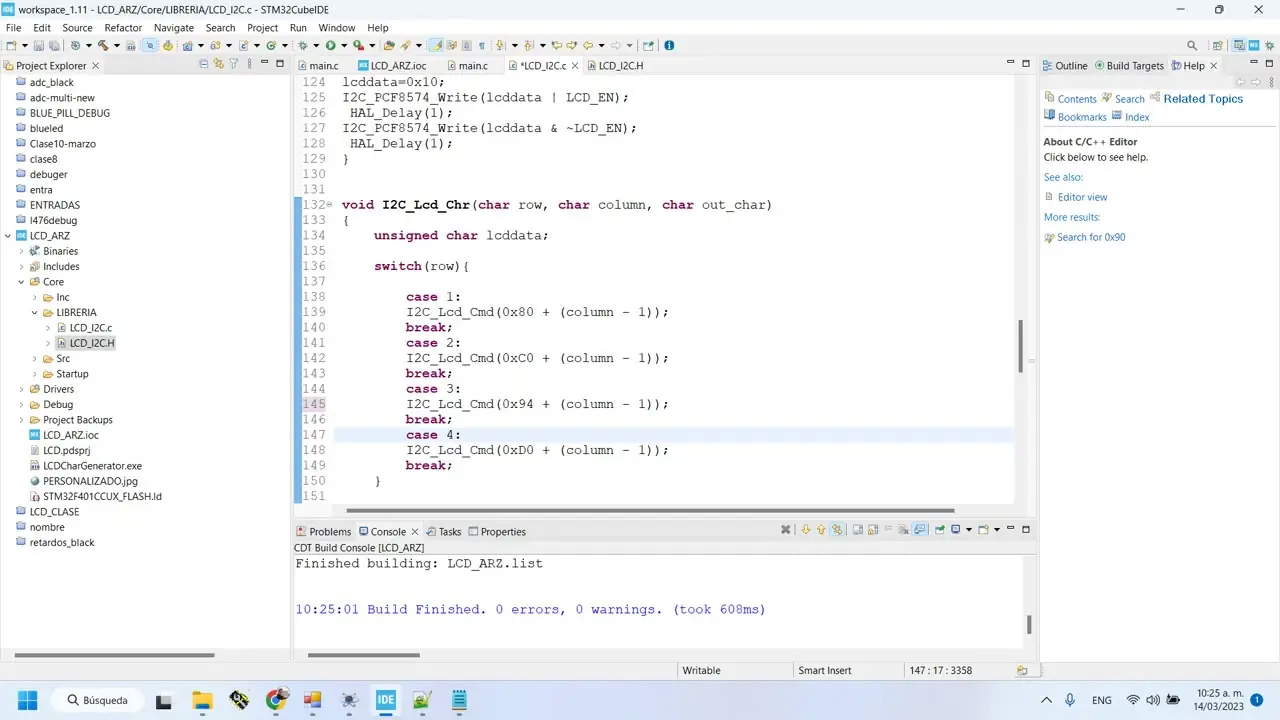 workspace_1.11 - LCD_ARZ/Core/LIBRERIA/LCD_I2C.c - STM32CubeIDE
File Edit Source Refactor Navigate Search Project Run Window Help
Project Explorer
main.c LCD_ARZ.ioc main.c *LCD_I2C.c LCD_I2C.H
Outline Build Targets Help
adc_black
adc-multi-new
BLUE_PILL_DEBUG
blueled
Clase10-marzo
clase8
debuger
entra
ENTRADAS
l476debug
LCD_ARZ
Binaries
Includes
Core
Inc
LIBRERIA
LCD_I2C.c
LCD_I2C.H
Src
Startup
Drivers
Debug
Project Backups
LCD_ARZ.ioc
LCD.pdsprj
LCDCharGenerator.exe
PERSONALIZADO.jpg
STM32F401CCUX_FLASH.ld
LCD_CLASE
nombre
retardos_black
124 lcddata=0x10;
125 I2C_PCF8574_Write(lcddata | LCD_EN);
126 HAL_Delay(1);
127 I2C_PCF8574_Write(lcddata & ~LCD_EN);
128 HAL_Delay(1);
129 }
130
131
132 void I2C_Lcd_Chr(char row, char column, char out_char)
133 {
134 unsigned char lcddata;
135
136 switch(row){
137
138 case 1:
139 I2C_Lcd_Cmd(0x80 + (column - 1));
140 break;
141 case 2:
142 I2C_Lcd_Cmd(0xC0 + (column - 1));
143 break;
144 case 3:
145 I2C_Lcd_Cmd(0x94 + (column - 1));
146 break;
147 case 4:
148 I2C_Lcd_Cmd(0xD0 + (column - 1));
149 break;
150 }
151
Contents Search Related Topics
Bookmarks Index
About C/C++ Editor
Click below to see help.
See also:
Editor view
More results:
Search for 0x90
Problems Console Tasks Properties
CDT Build Console [LCD_ARZ]
Finished building: LCD_ARZ.list
10:25:01 Build Finished. 0 errors, 0 warnings. (took 608ms)
Writable Smart Insert 147 : 17 : 3358
Búsqueda
IDE
ENG
10:25 a. m.
14/03/2023
1